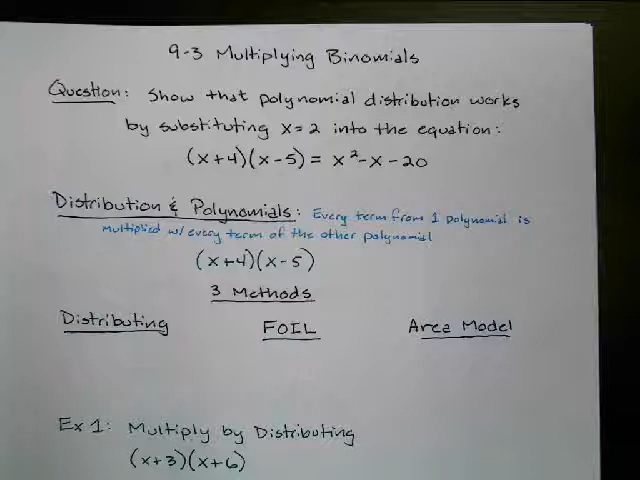 9-3 Multiplying Binomials
Question: Show that polynomial distribution works
by substituting x = 2 into the equation:
(x+4)(x-5) = x² - x - 20
Distribution & Polynomials: Every term from 1 polynomial is
multiplied w/ every term of the other polynomial
(x+4)(x-5)
3 Methods
Distributing FOIL Area Model
Ex 1: Multiply by Distributing
(x+3)(x+6)